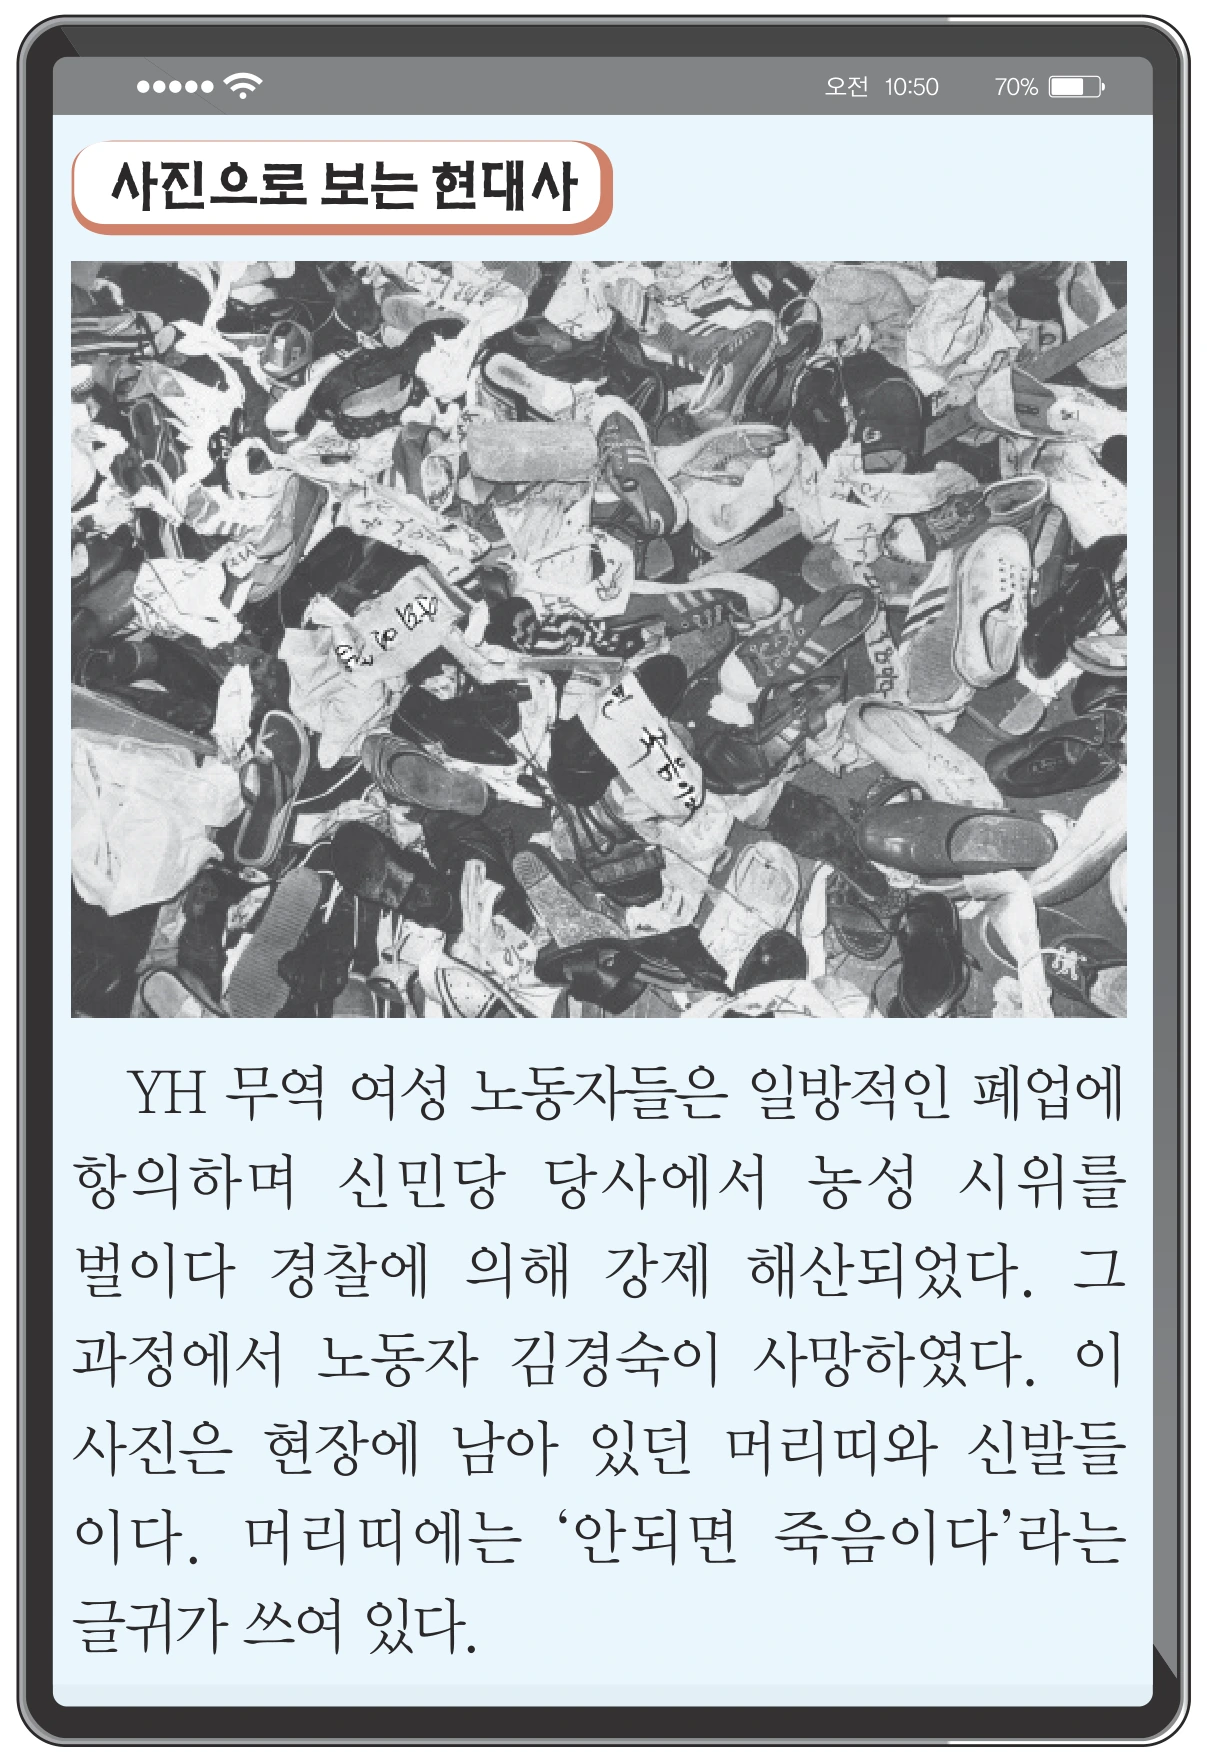 오전 10:50 70%
사진으로 보는 현대사
YH 무역 여성 노동자들은 일방적인 폐업에
항의하며 신민당 당사에서 농성 시위를
벌이다 경찰에 의해 강제 해산되었다. 그
과정에서 노동자 김경숙이 사망하였다. 이
사진은 현장에 남아 있던 머리띠와 신발들
이다. 머리띠에는 ‘안되면 죽음이다’라는
글귀가 쓰여 있다.